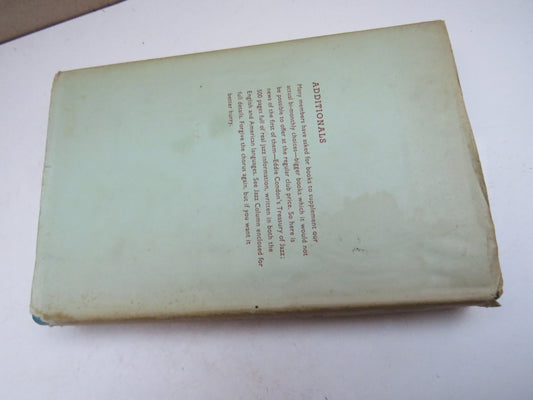 ADDITIONALS
Many members have asked for books to supplement our
actual bi-monthly choices—bigger books which it would not
be possible to offer at the regular club price. So here is
news of the first of them—Eddie Condon's Treasury of Jazz;
500 pages full of real jazz information, written in both the
English and American languages. See Jazz Column enclosed for
full details. Forgive the chorus again, but if you want it
better hurry.